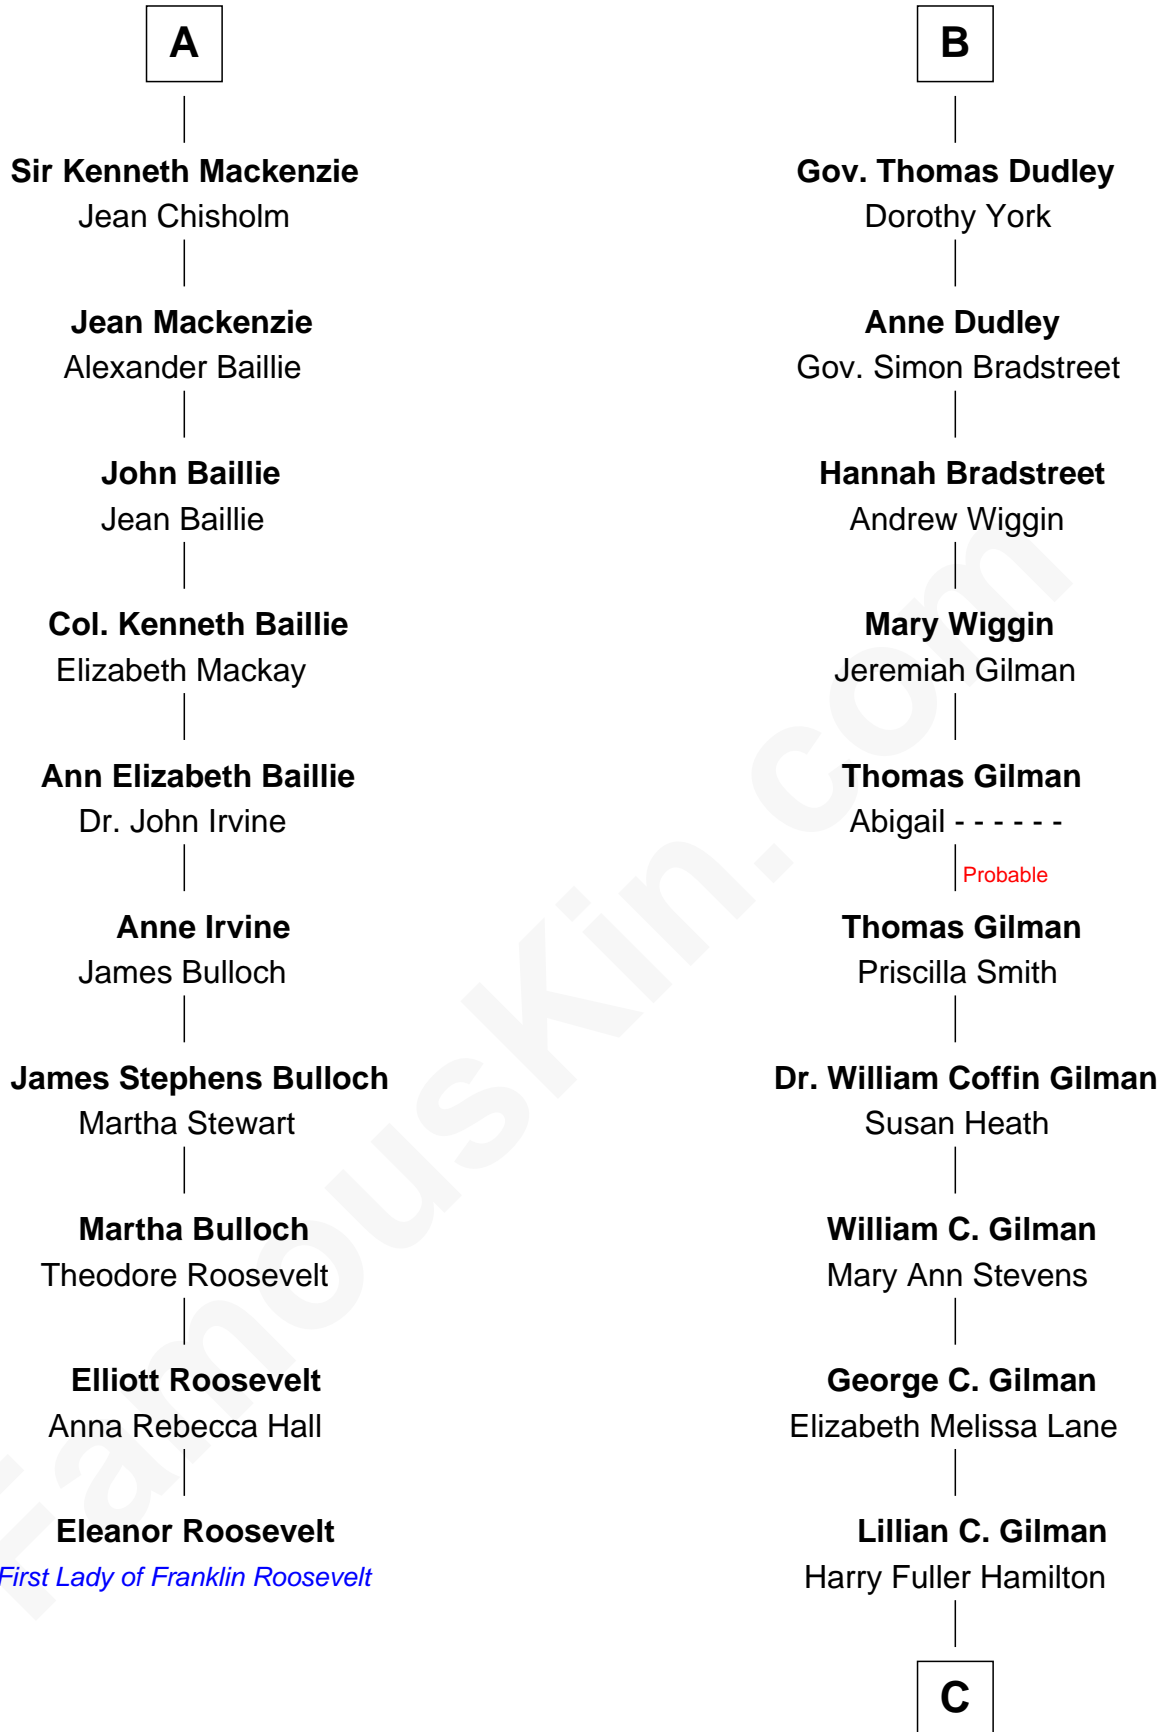 A
Sir Kenneth Mackenzie
Jean Chisholm
Jean Mackenzie
Alexander Baillie
John Baillie
Jean Baillie
Col. Kenneth Baillie
Elizabeth Mackay
Ann Elizabeth Baillie
Dr. John Irvine
Anne Irvine
James Bulloch
James Stephens Bulloch
Martha Stewart
Martha Bulloch
Theodore Roosevelt
Elliott Roosevelt
Anna Rebecca Hall
Eleanor Roosevelt
First Lady of Franklin Roosevelt
B
Gov. Thomas Dudley
Dorothy York
Anne Dudley
Gov. Simon Bradstreet
Hannah Bradstreet
Andrew Wiggin
Mary Wiggin
Jeremiah Gilman
Thomas Gilman
Abigail - - - - - -
Probable
Thomas Gilman
Priscilla Smith
Dr. William Coffin Gilman
Susan Heath
William C. Gilman
Mary Ann Stevens
George C. Gilman
Elizabeth Melissa Lane
Lillian C. Gilman
Harry Fuller Hamilton
C
FamousKin.com